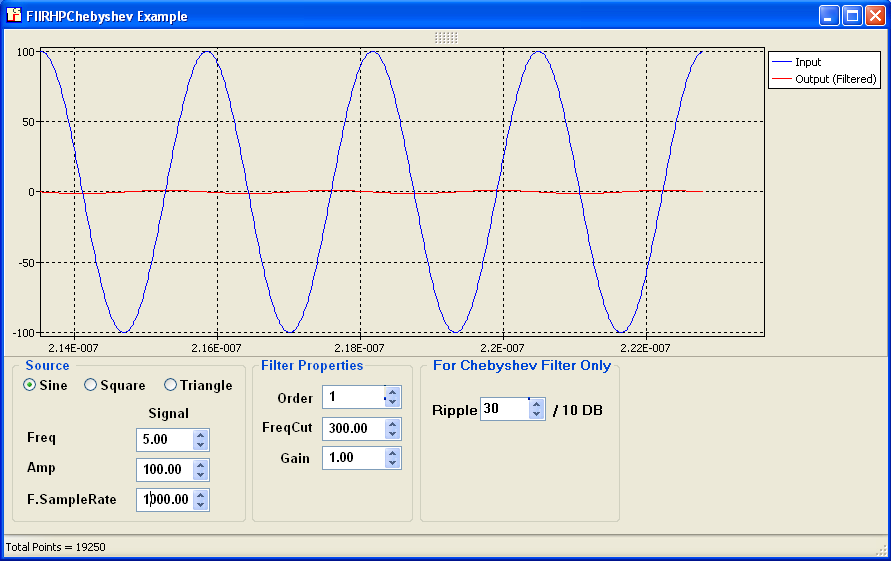 FIIRHPChebyshev Example
100
50
0
-50
-100
2.14E-007 2.16E-007 2.18E-007 2.2E-007 2.22E-007
Input
Output (Filtered)
Source
Sine Square Triangle
Signal
Freq 5.00
Amp 100.00
F.SampleRate 1000.00
Filter Properties
Order 1
FreqCut 300.00
Gain 1.00
For Chebyshev Filter Only
Ripple 30 / 10 DB
Total Points = 19250